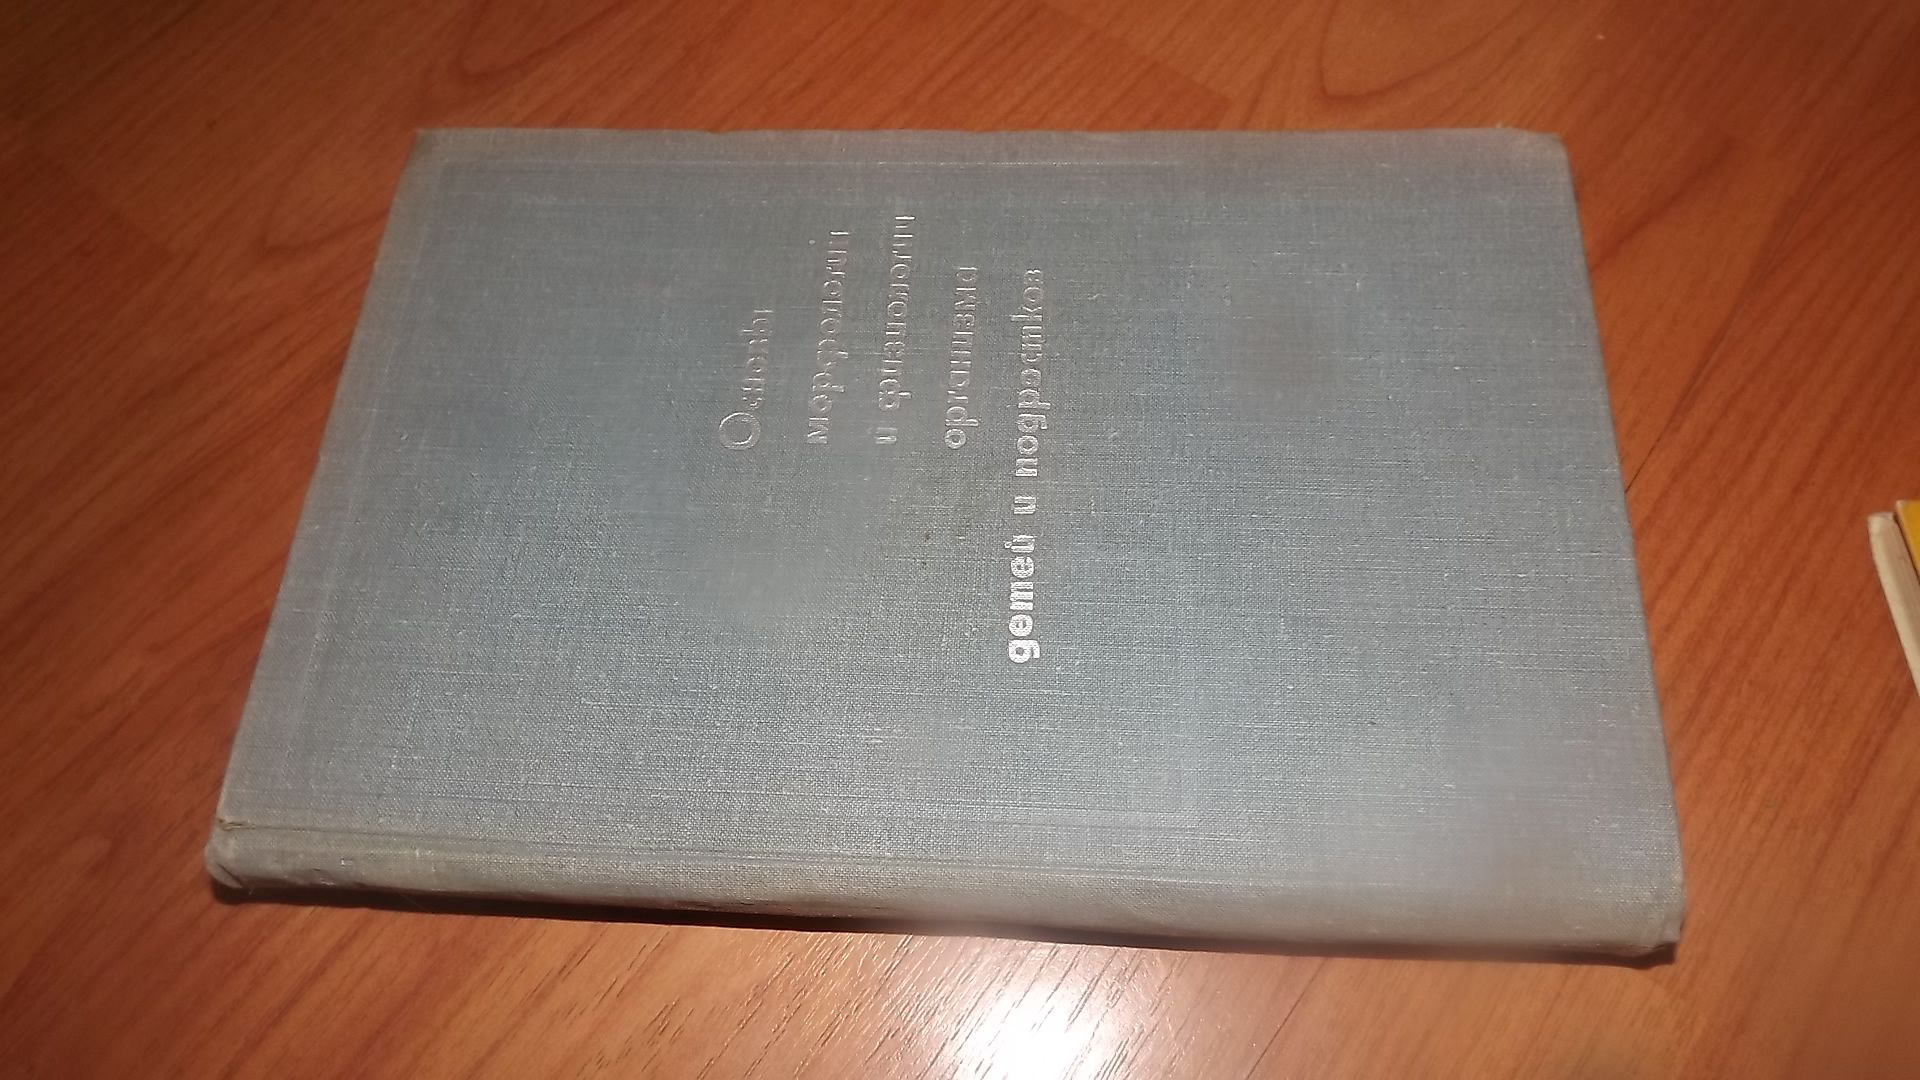 Основы
морфологии
и физиологии
организма
детей и подростков